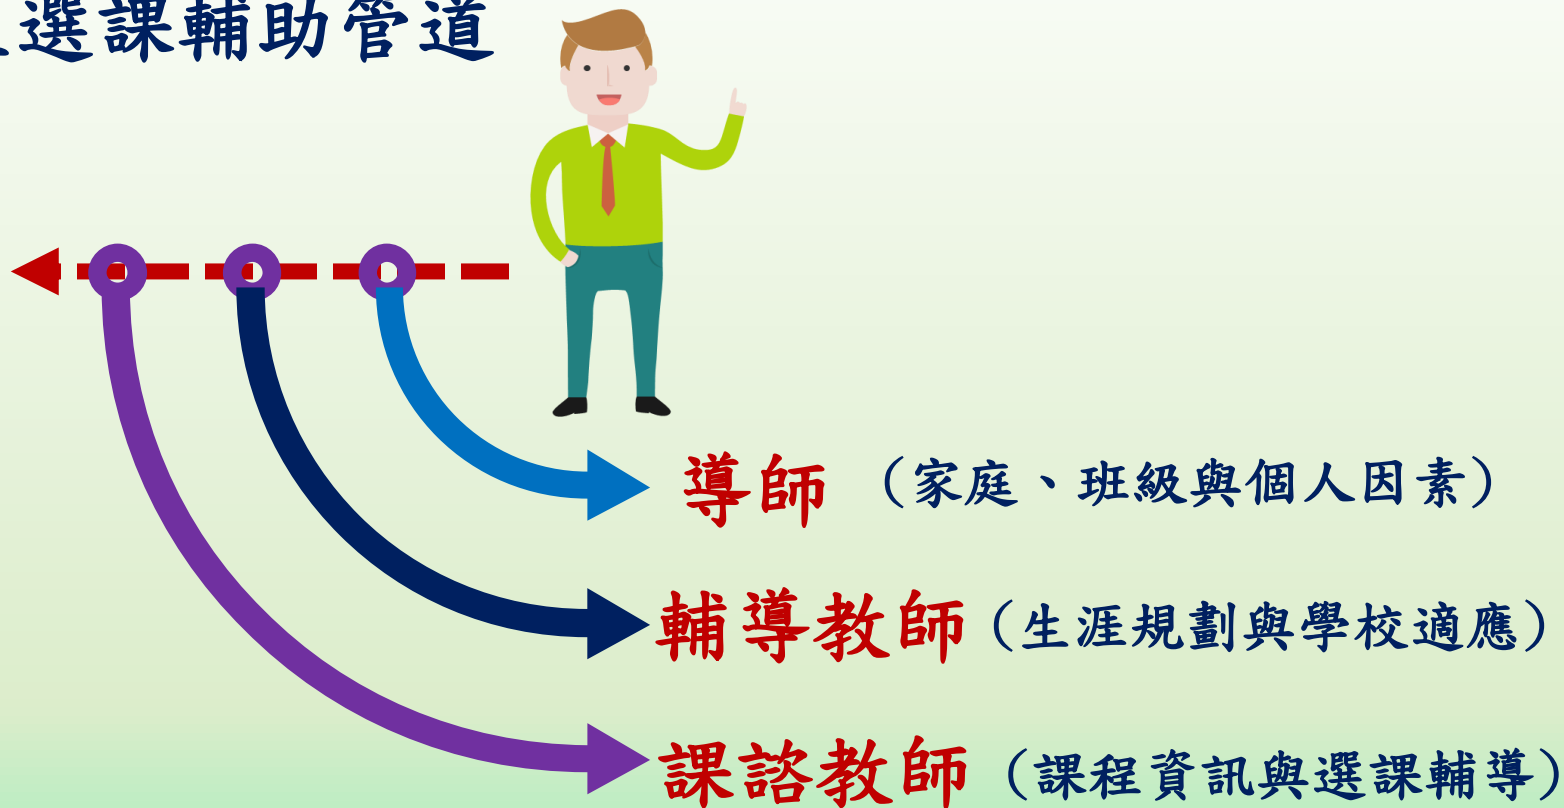 選課輔助管道
導師 （家庭、班級與個人因素）
輔導教師（生涯規劃與學校適應）
課諮教師（課程資訊與選課輔導）